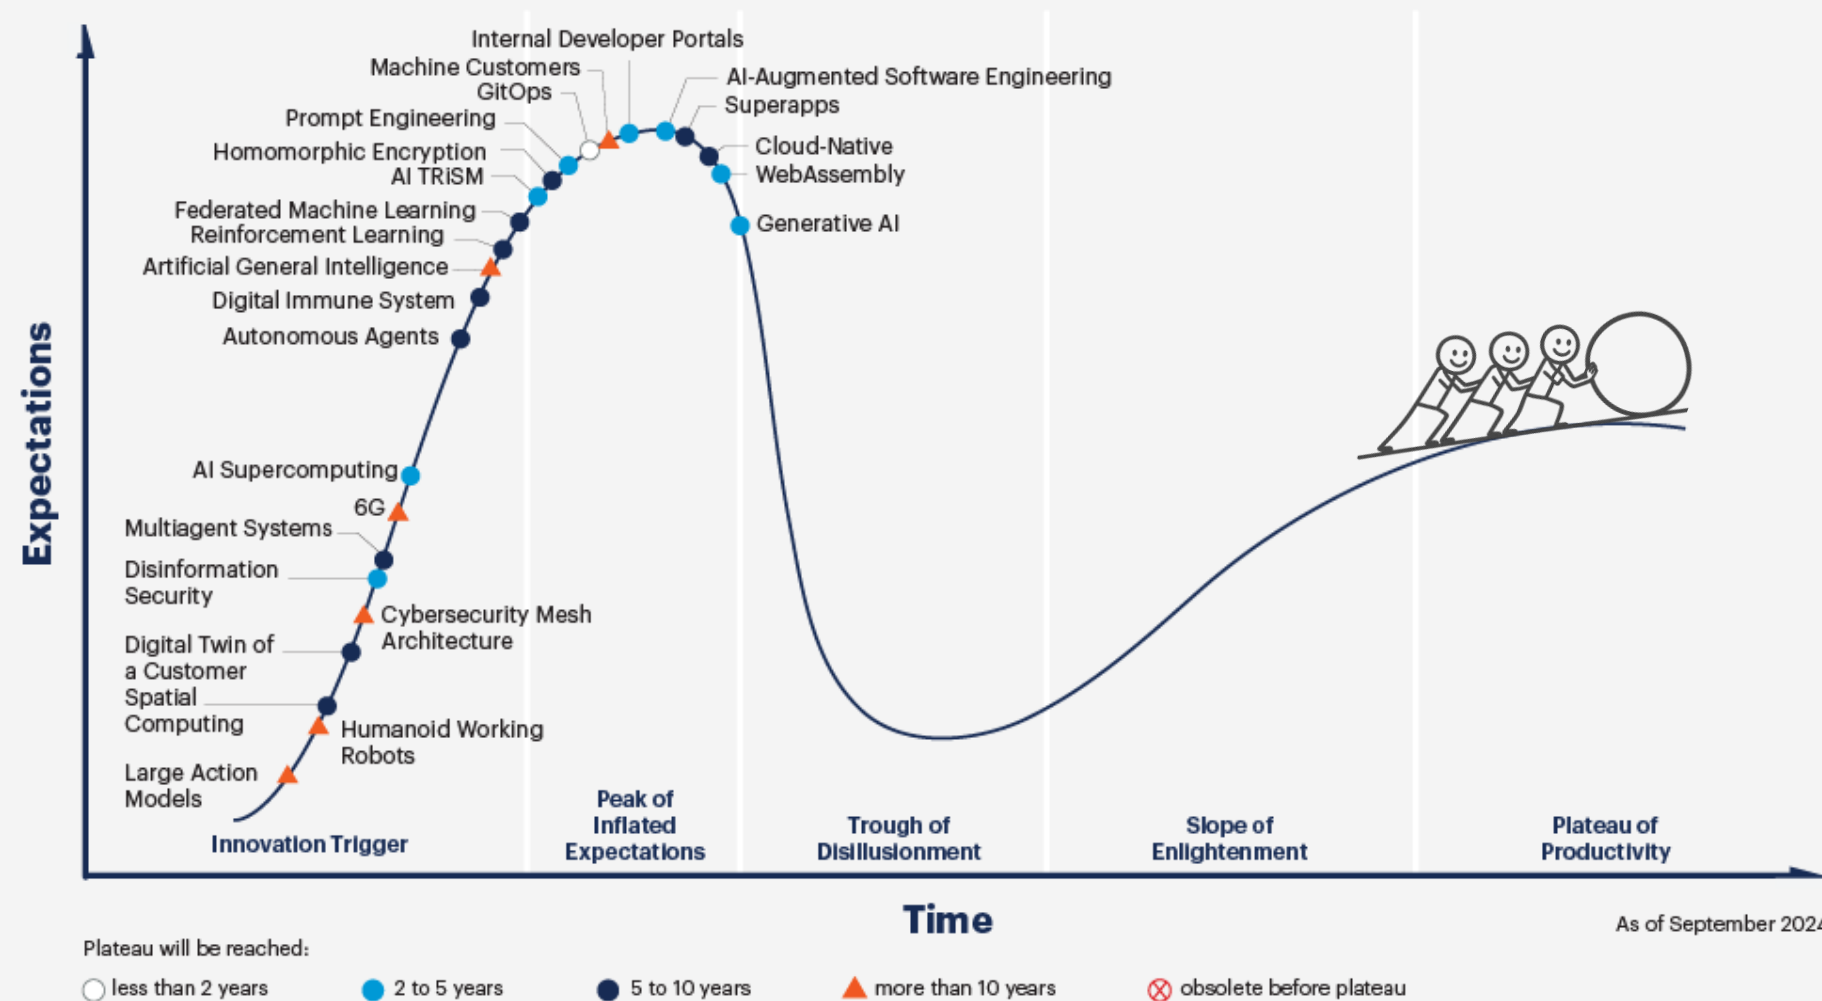 Internal Developer Portals
Machine Customers
GitOps
AI-Augmented Software Engineering
Superapps
Prompt Engineering
Homomorphic Encryption
AI TRiSM
Cloud-Native
WebAssembly
Federated Machine Learning
Reinforcement Learning
Generative AI
Artificial General Intelligence
Digital Immune System
Autonomous Agents
AI Supercomputing
6G
Multiagent Systems
Disinformation
Security
Cybersecurity Mesh
Architecture
Digital Twin of
a Customer
Spatial
Computing
Humanoid Working
Robots
Large Action
Models
Expectations
Innovation Trigger
Peak of
Inflated
Expectations
Trough of
Disillusionment
Slope of
Enlightenment
Plateau of
Productivity
Time
As of September 2024
Plateau will be reached:
less than 2 years
2 to 5 years
5 to 10 years
more than 10 years
obsolete before plateau